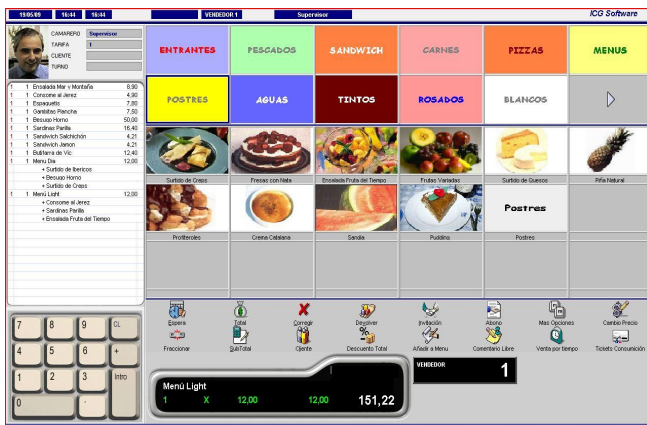 19/05/09 16:44 16:44 VENDEDOR 1 Supervisor ICG Software
CAMARERO Supervisor
TARIFA 1
CLIENTE
TURNO
ENTRANTES PESCADOS SANDWICH CARNES PIZZAS MENUS
POSTRES AGUAS TINTOS ROSADOS BLANCOS
1 1 Ensalada Mar y Montaña 8,90
1 1 Consome al Jerez 4,90
1 1 Espaguetis 7,80
1 1 Gambitas Plancha 7,50
1 1 Besugo Horno 50,00
1 1 Sardinas Parilla 16,40
1 1 Sandwich Salchichón 4,21
1 1 Sandwich Jamon 4,21
1 1 Butifarra de Vic 12,40
1 1 Menu Dia 12,00
+ Surtido de Ibericos
+ Besugo Horno
+ Surtido de Creps
1 1 Menú Light 12,00
+ Consome al Jerez
+ Sardinas Parilla
+ Ensalada Fruta del Tiempo
Surtido de Creps Fresas con Nata Ensalada Fruta del Tiempo Frutas Variadas Surtido de Quesos Piña Natural
Postres
Profiteroles Crema Catalana Sandia Pudding Postres
Espera Total Corregir Devolver Invitación Abono Mas Opciones Cambio Precio
Fraccionar SubTotal Cliente Descuento Total Añadir a Menu Comentario Libre Venta por tiempo Tickets Consumición
7 8 9 CL
4 5 6 +
1 2 3 Intro
0 .
Menú Light
1 X 12,00 12,00 151,22
VENDEDOR
1